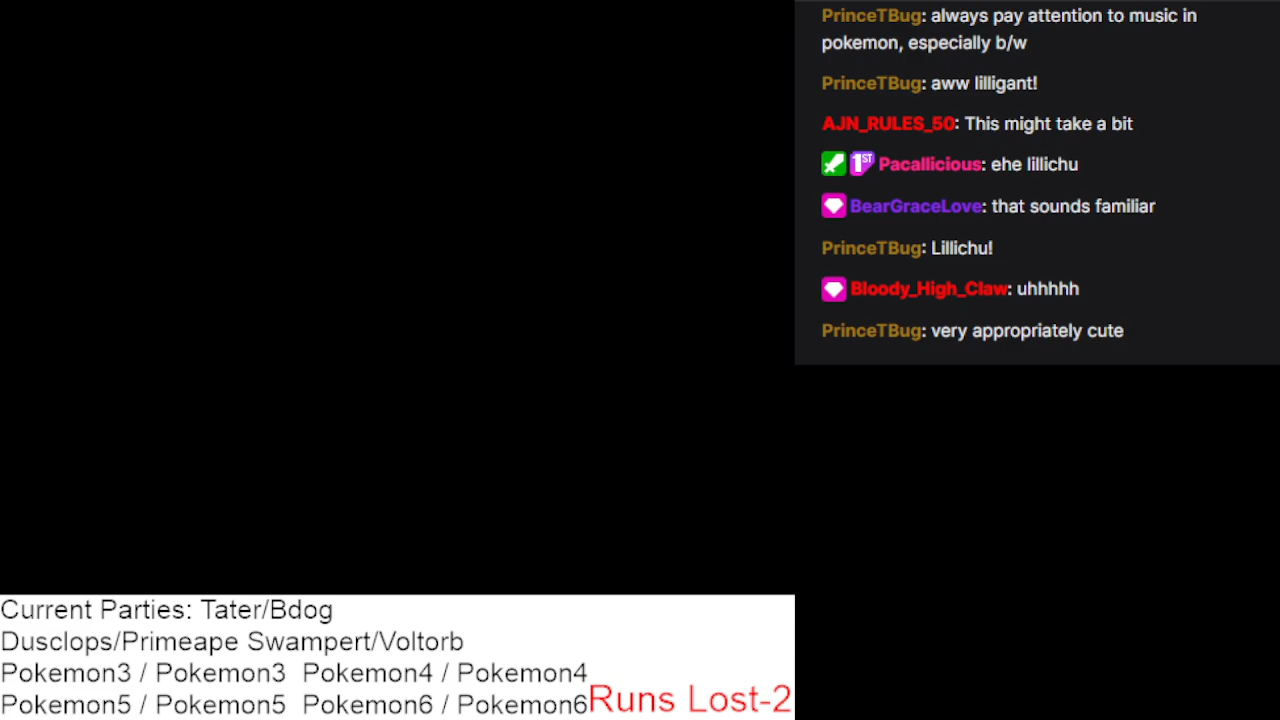 PrinceTBug: always pay attention to music in
pokemon, especially b/w
PrinceTBug: aww lilligant!
AJN_RULES_50: This might take a bit
1ST Pacallicious: ehe lillichu
BearGraceLove: that sounds familiar
PrinceTBug: Lillichu!
Bloody_High_Claw: uhhhhh
PrinceTBug: very appropriately cute
Current Parties: Tater/Bdog
Dusclops/Primeape Swampert/Voltorb
Pokemon3 / Pokemon3 Pokemon4 / Pokemon4
Pokemon5 / Pokemon5 Pokemon6 / Pokemon6
Runs Lost-2